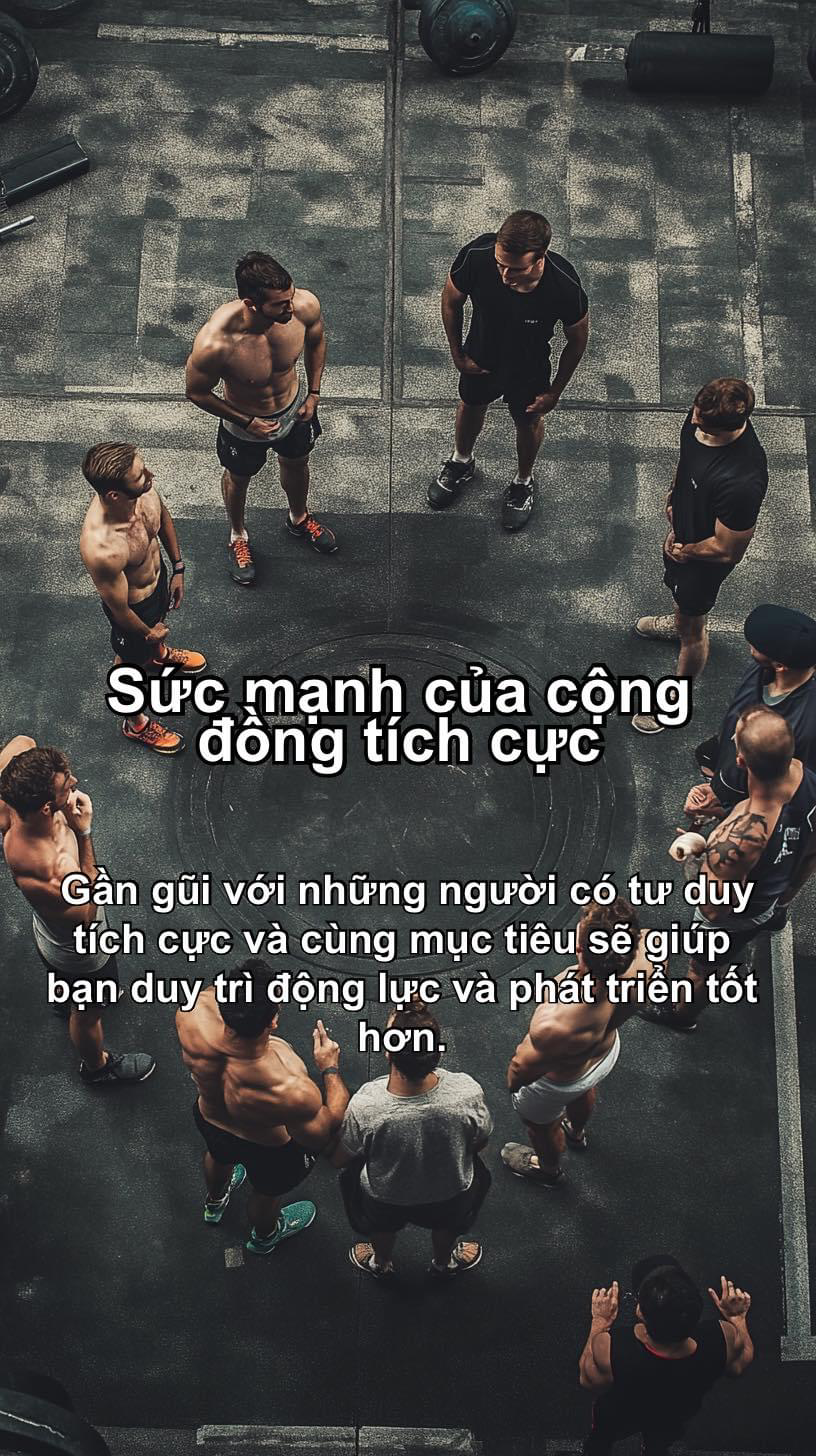 Sức mạnh của cộng
đồng tích cực
Gần gũi với những người có tư duy
tích cực và cùng mục tiêu sẽ giúp
bạn duy trì động lực và phát triển tốt
hơn.